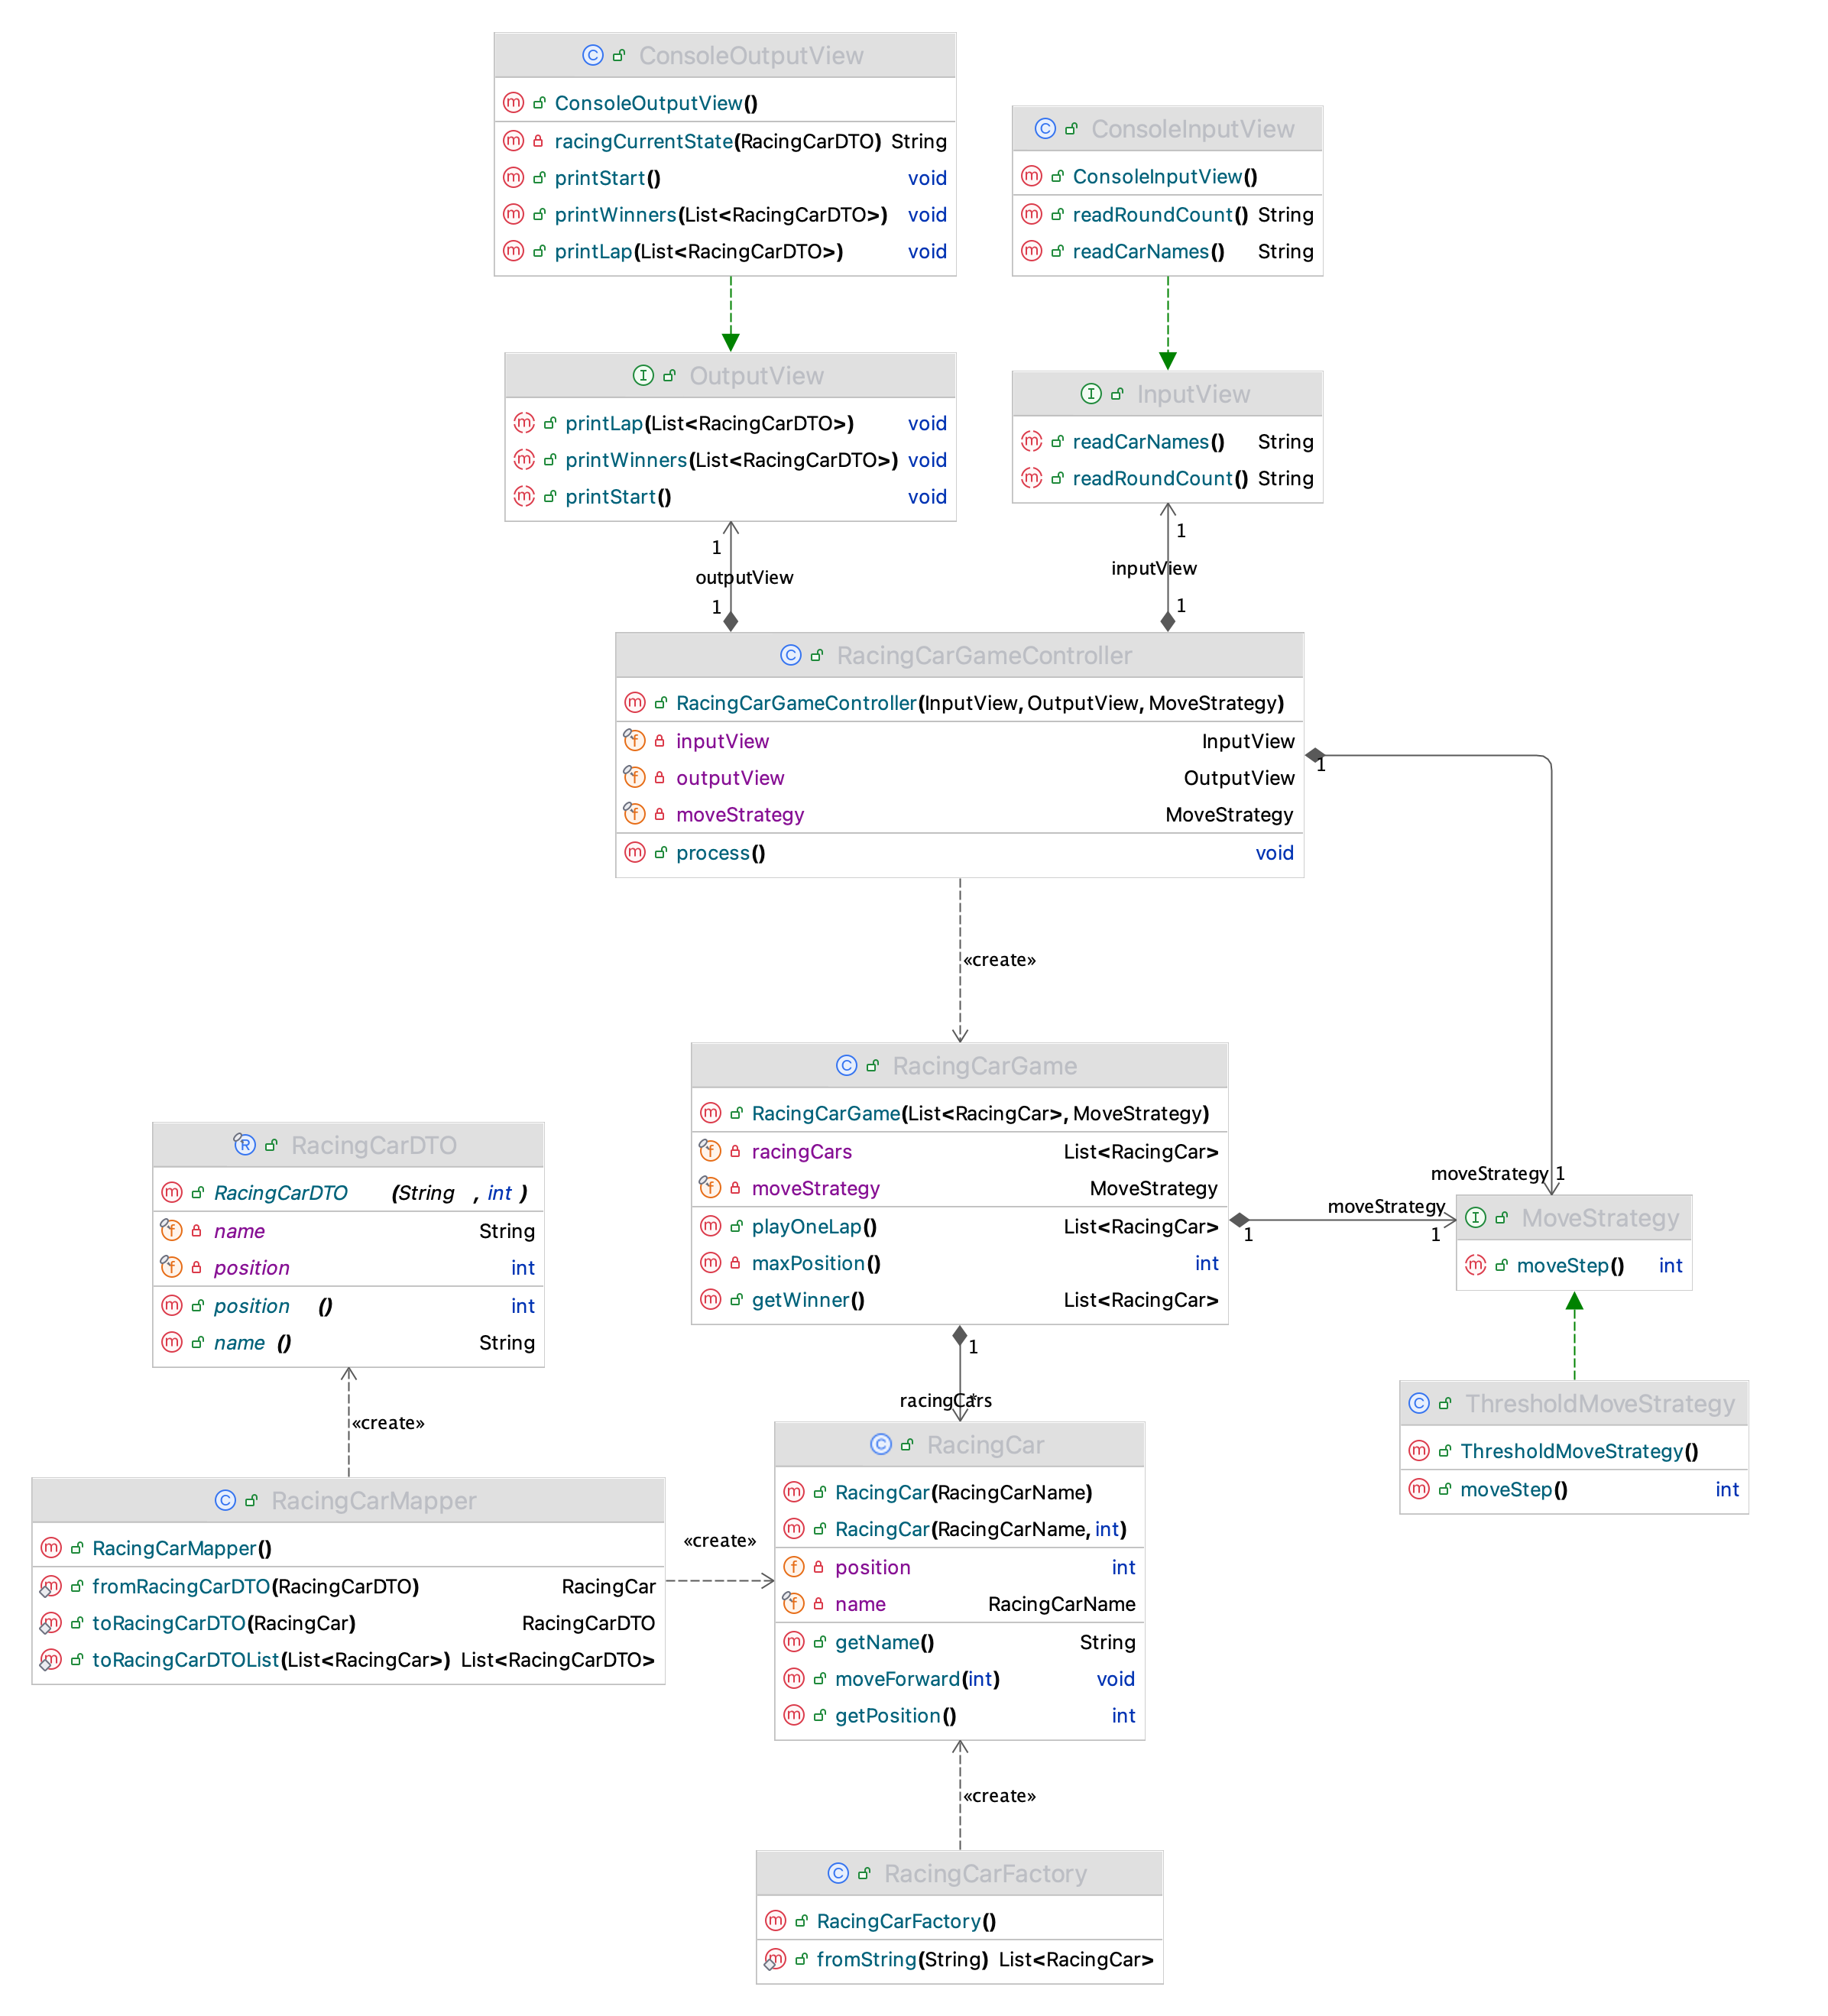 ConsoleOutputView
ConsoleOutputView()
racingCurrentState(RacingCarDTO) String
printStart() void
printWinners(List<RacingCarDTO>) void
printLap(List<RacingCarDTO>) void
ConsoleInputView
ConsoleInputView()
readRoundCount() String
readCarNames() String
OutputView
printLap(List<RacingCarDTO>) void
printWinners(List<RacingCarDTO>) void
printStart() void
InputView
readCarNames() String
readRoundCount() String
1
outputView
1
1
inputView
1
RacingCarGameController
RacingCarGameController(InputView, OutputView, MoveStrategy)
inputView InputView
outputView OutputView
moveStrategy MoveStrategy
process() void
1
«create»
RacingCarGame
RacingCarGame(List<RacingCar>, MoveStrategy)
racingCars List<RacingCar>
moveStrategy MoveStrategy
playOneLap() List<RacingCar>
maxPosition() int
getWinner() List<RacingCar>
moveStrategy 1
moveStrategy
1 1
MoveStrategy
moveStep() int
RacingCarDTO
RacingCarDTO (String , int )
name String
position int
position () int
name () String
«create»
1
racingCars
*
ThresholdMoveStrategy
ThresholdMoveStrategy()
moveStep() int
RacingCarMapper
RacingCarMapper()
fromRacingCarDTO(RacingCarDTO) RacingCar
toRacingCarDTO(RacingCar) RacingCarDTO
toRacingCarDTOList(List<RacingCar>) List<RacingCarDTO>
«create»
RacingCar
RacingCar(RacingCarName)
RacingCar(RacingCarName, int)
position int
name RacingCarName
getName() String
moveForward(int) void
getPosition() int
«create»
RacingCarFactory
RacingCarFactory()
fromString(String) List<RacingCar>